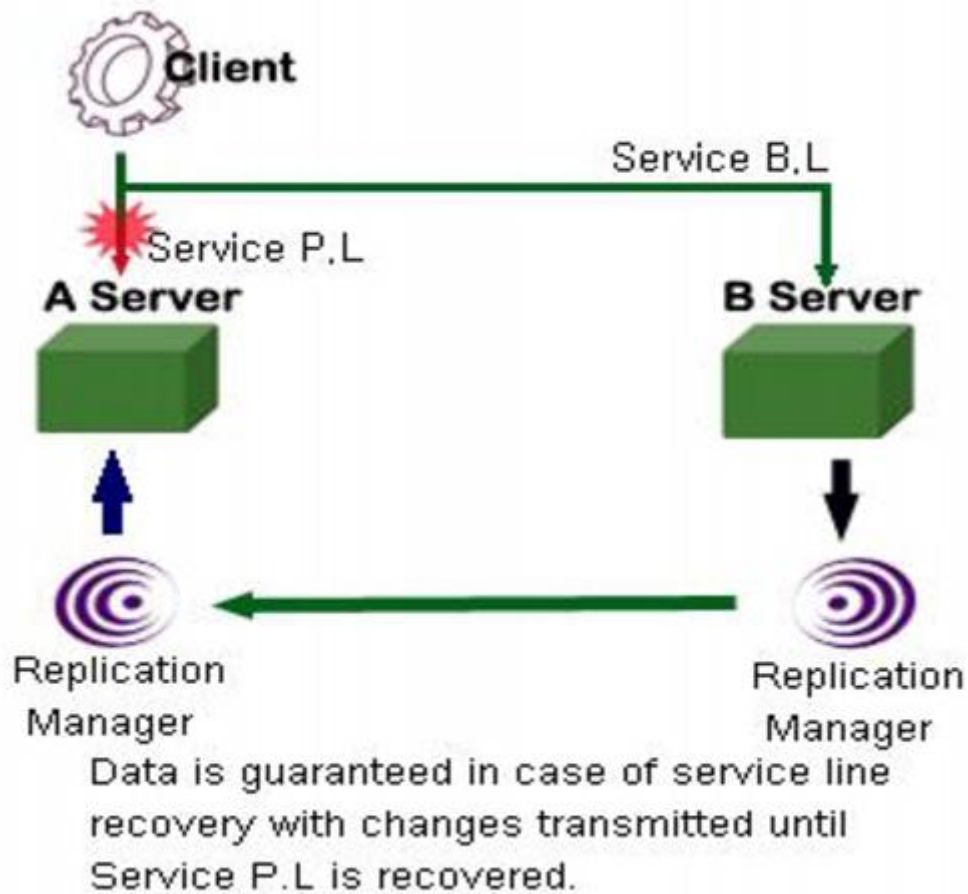 Client
Service B,L
Service P,L
A Server
B Server
Replication
Manager
Replication
Manager
Data is guaranteed in case of service line
recovery with changes transmitted until
Service P.L is recovered.